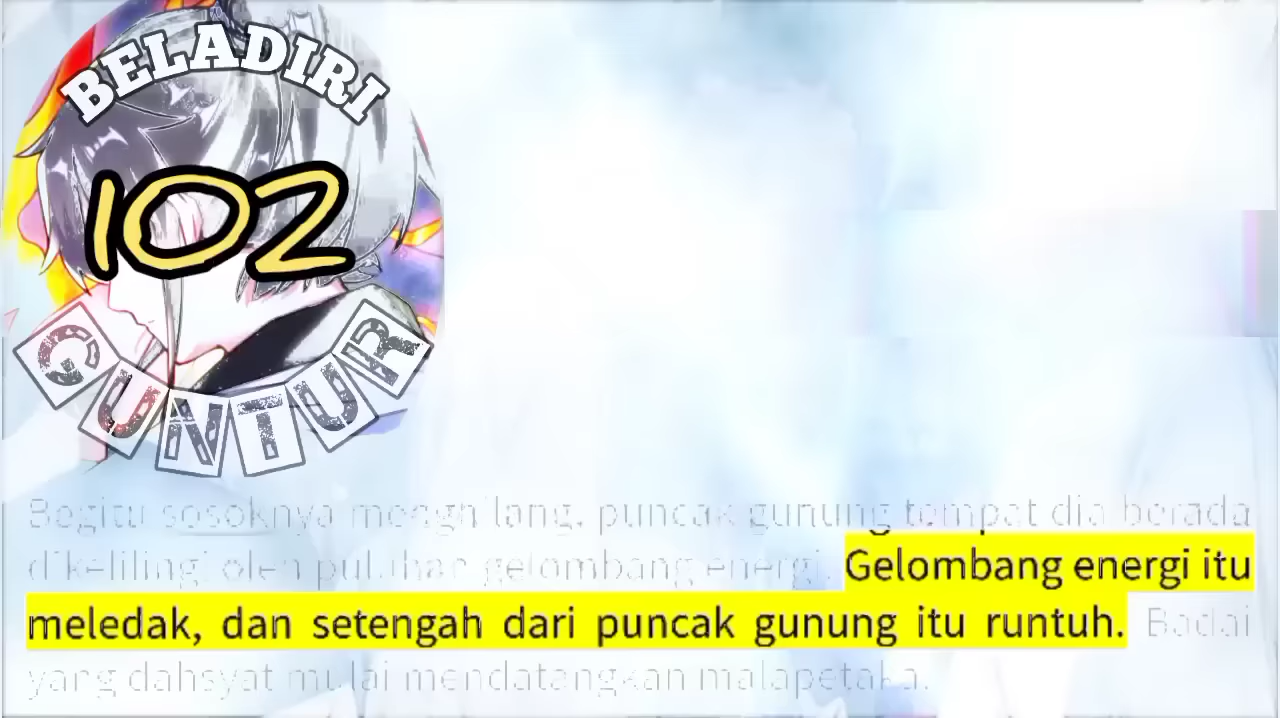 BELADIRI
102
GUNTUR
Begitu sosoknya menghilang, puncak gunung tempat dia berada
dikelilingi oleh puluhan gelombang energi. Gelombang energi itu
meledak, dan setengah dari puncak gunung itu runtuh. Badai
yang dahsyat mulai mendatangkan malapetaka.